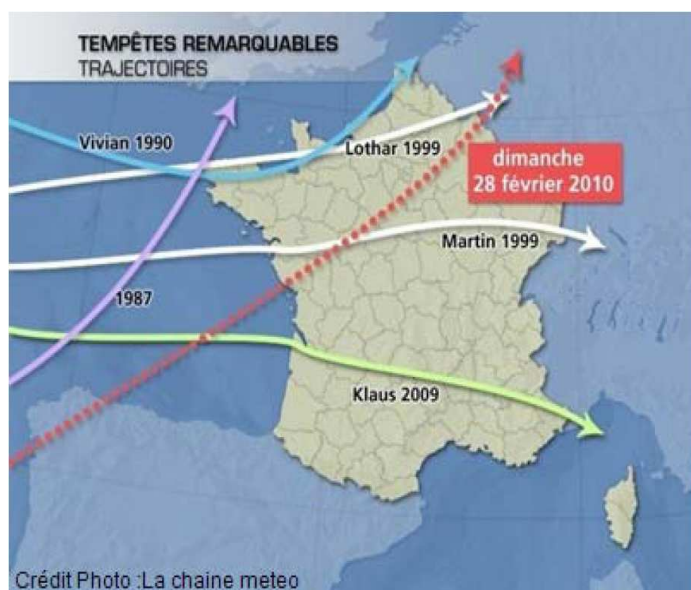 TEMPÊTES REMARQUABLES
TRAJECTOIRES
Vivian 1990
Lothar 1999
dimanche
28 février 2010
Martin 1999
1987
Klaus 2009
Crédit Photo :La chaine meteo